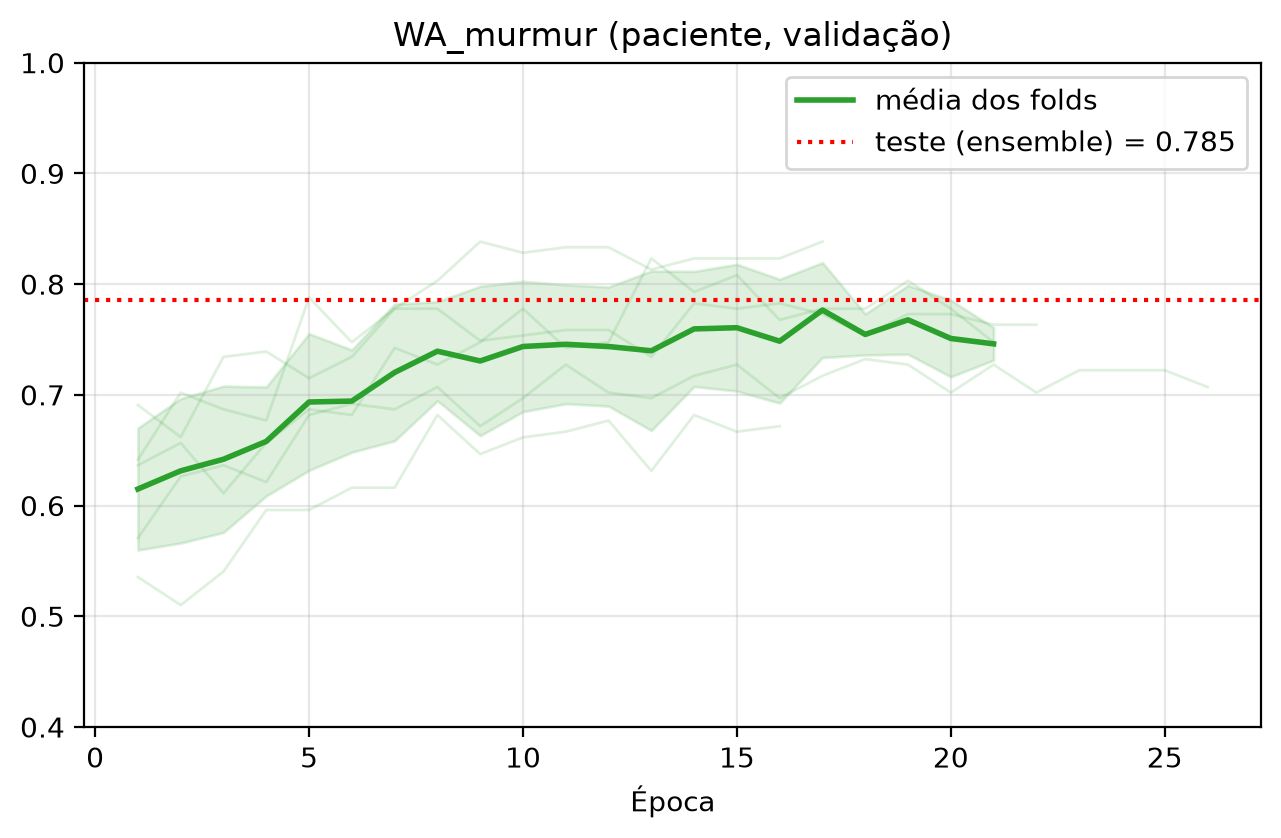 WA_murmur (paciente, validação)
1.0
0.9
0.8
0.7
0.6
0.5
0.4
média dos folds
teste (ensemble) = 0.785
0 5 10 15 20 25
Época